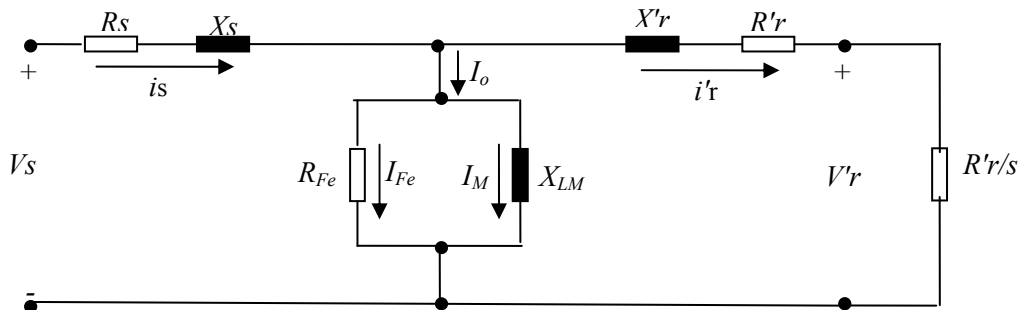 Rs
Xs
X'r
R'r
+
is
Io
i'r
+
Vs
RFe
IFe
IM
XLM
V'r
R'r/s
-